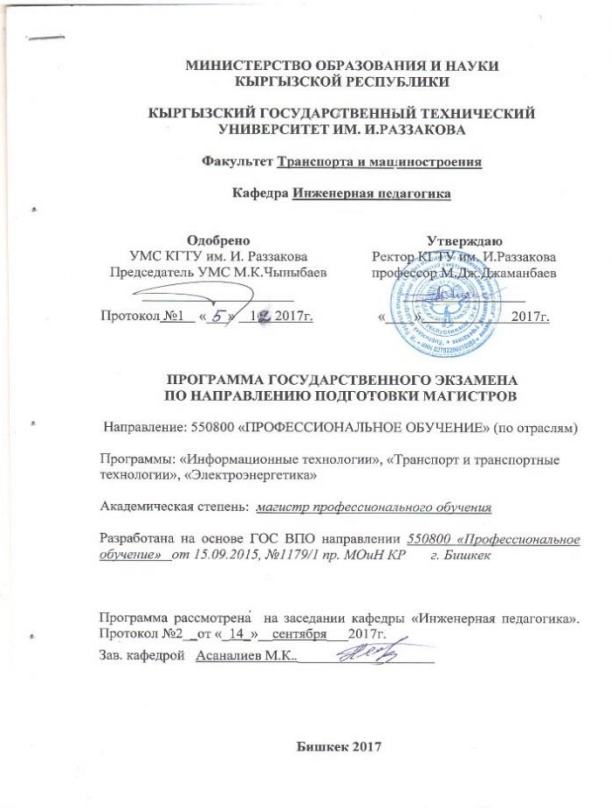 МИНИСТЕРСТВО ОБРАЗОВАНИЯ И НАУКИ
КЫРГЫЗСКОЙ РЕСПУБЛИКИ
КЫРГЫЗСКИЙ ГОСУДАРСТВЕННЫЙ ТЕХНИЧЕСКИЙ
УНИВЕРСИТЕТ ИМ. И.РАЗЗАКОВА
Факультет Транспорта и машиностроения
Кафедра Инженерная педагогика
Одобрено
УМС КГТУ им. И. Раззакова
Председатель УМС М.К.Чыныбаев
Протокол №1 « 5 » 2017г.
Утверждаю
Ректор КГТУ им. И.Раззакова
профессор М.Дж.Джаманбаев
« » 2017г.
ПРОГРАММА ГОСУДАРСТВЕННОГО ЭКЗАМЕНА
ПО НАПРАВЛЕНИЮ ПОДГОТОВКИ МАГИСТРОВ
Направление: 550800 «ПРОФЕССИОНАЛЬНОЕ ОБУЧЕНИЕ» (по отраслям)
Программы: «Информационные технологии», «Транспорт и транспортные
технологии», «Электроэнергетика»
Академическая степень: магистр профессионального обучения
Разработана на основе ГОС ВПО направлении 550800 «Профессиональное
обучение» от 15.09.2015, №1179/1 пр. МОиН КР г. Бишкек
Программа рассмотрена на заседании кафедры «Инженерная педагогика».
Протокол №2 от « 14 » сентября 2017г.
Зав. кафедрой Асаналиев М.К..
Бишкек 2017